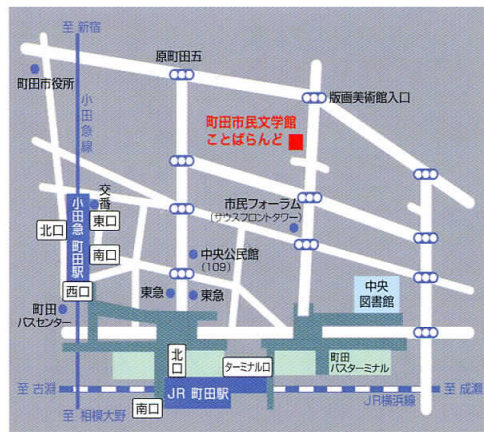 至 新宿
原町田五
町田市役所
小田急線
版画美術館入口
町田市民文学館
ことばらんど
交番
小田急 町田駅
東口
北口
市民フォーラム
(サウスフロントタワー)
南口
中央公民館
(109)
西口
東急
東急
中央
図書館
町田
バスセンター
北口
ターミナル口
町田
バスターミナル
至 古淵
JR 町田駅
至 成瀬
JR横浜線
南口
至 相模大野